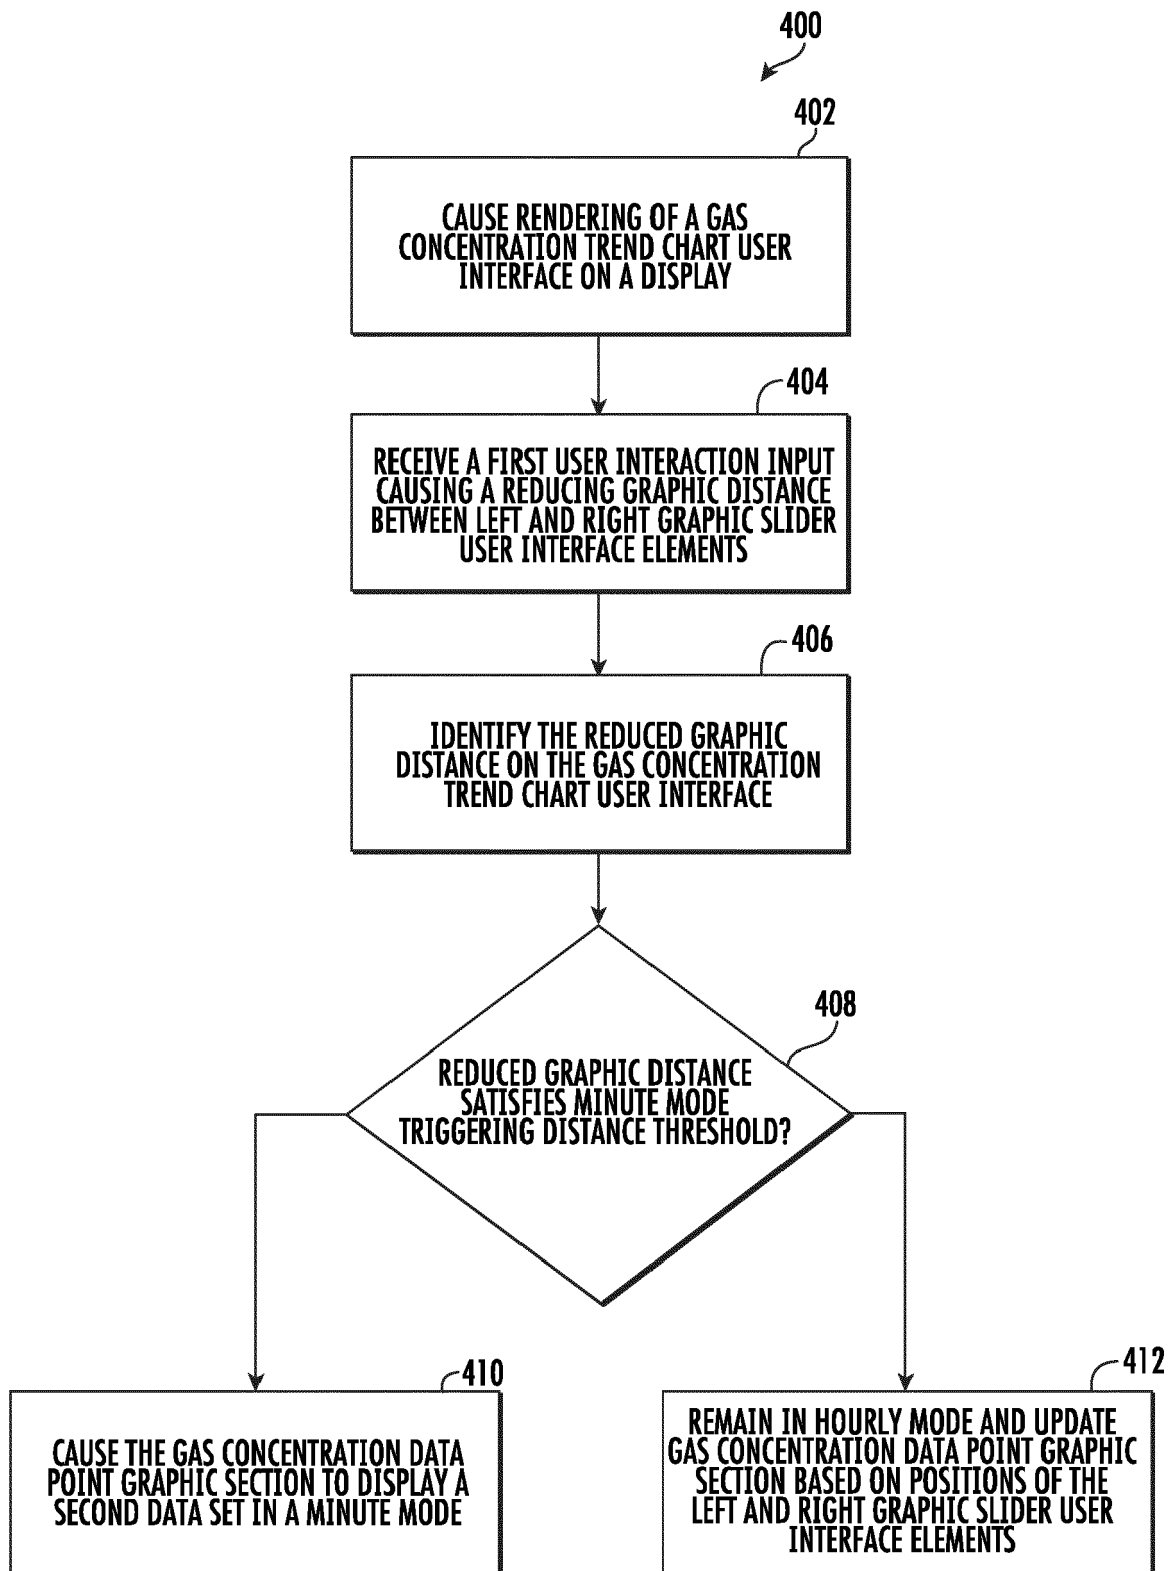 400
402
CAUSE RENDERING OF A GAS
CONCENTRATION TREND CHART USER
INTERFACE ON A DISPLAY
404
RECEIVE A FIRST USER INTERACTION INPUT
CAUSING A REDUCING GRAPHIC DISTANCE
BETWEEN LEFT AND RIGHT GRAPHIC SLIDER
USER INTERFACE ELEMENTS
406
IDENTIFY THE REDUCED GRAPHIC
DISTANCE ON THE GAS CONCENTRATION
TREND CHART USER INTERFACE
408
REDUCED GRAPHIC DISTANCE
SATISFIES MINUTE MODE
TRIGGERING DISTANCE THRESHOLD?
410
CAUSE THE GAS CONCENTRATION DATA
POINT GRAPHIC SECTION TO DISPLAY A
SECOND DATA SET IN A MINUTE MODE
412
REMAIN IN HOURLY MODE AND UPDATE
GAS CONCENTRATION DATA POINT GRAPHIC
SECTION BASED ON POSITIONS OF THE
LEFT AND RIGHT GRAPHIC SLIDER USER
INTERFACE ELEMENTS